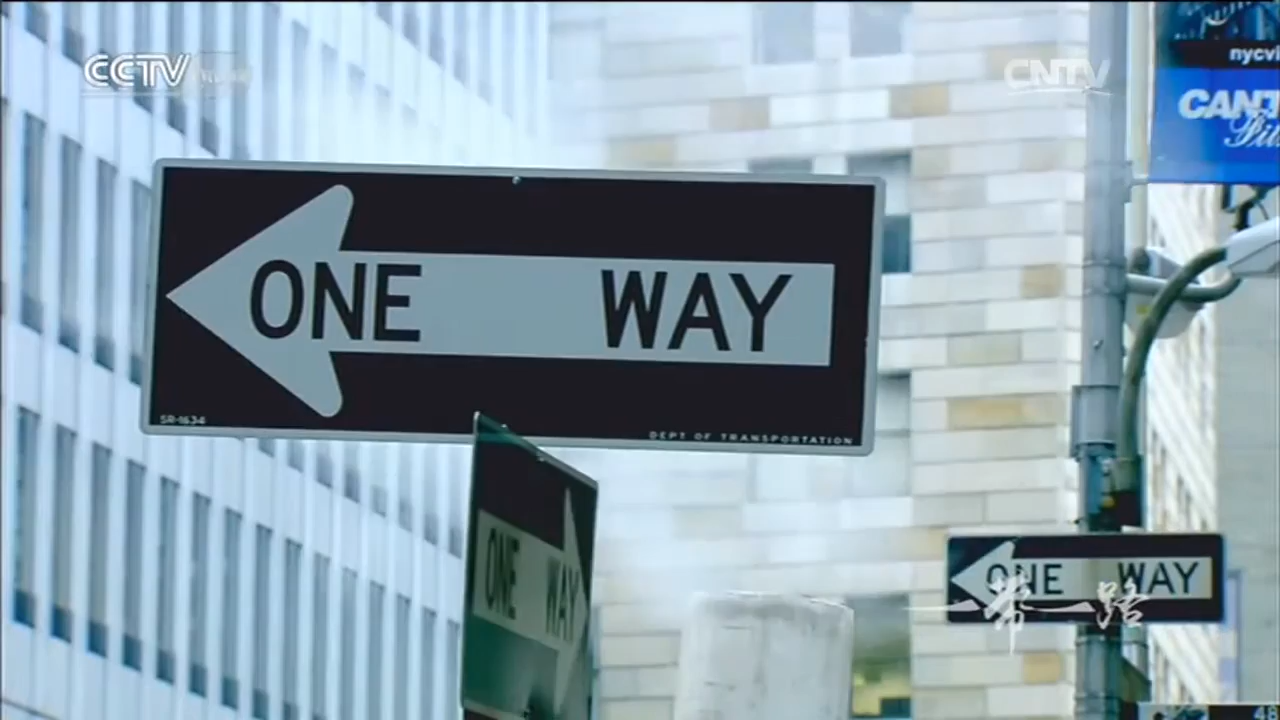 CCTV
CNTV
nycvi
CANT
ONE WAY
SR-1634
DEPT OF TRANSPORTATION
ONE WAY
ONE WAY
一带一路
48